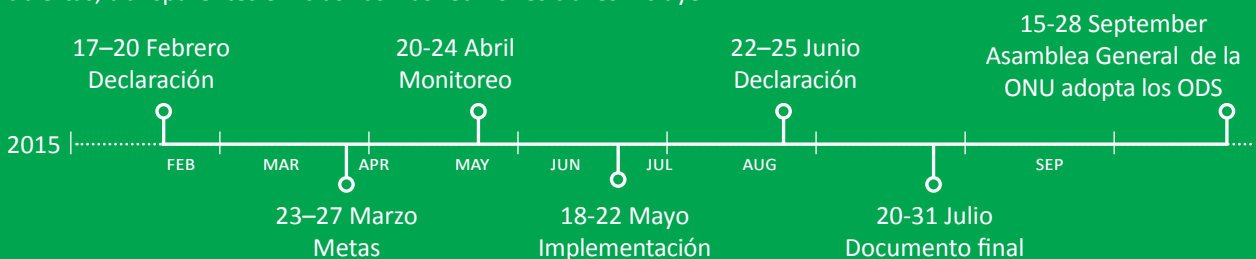 17–20 Febrero
Declaración
20-24 Abril
Monitoreo
22–25 Junio
Declaración
15-28 September
Asamblea General de la
ONU adopta los ODS
2015
FEB MAR APR MAY JUN JUL AUG SEP
23–27 Marzo
Metas
18-22 Mayo
Implementación
20-31 Julio
Documento final